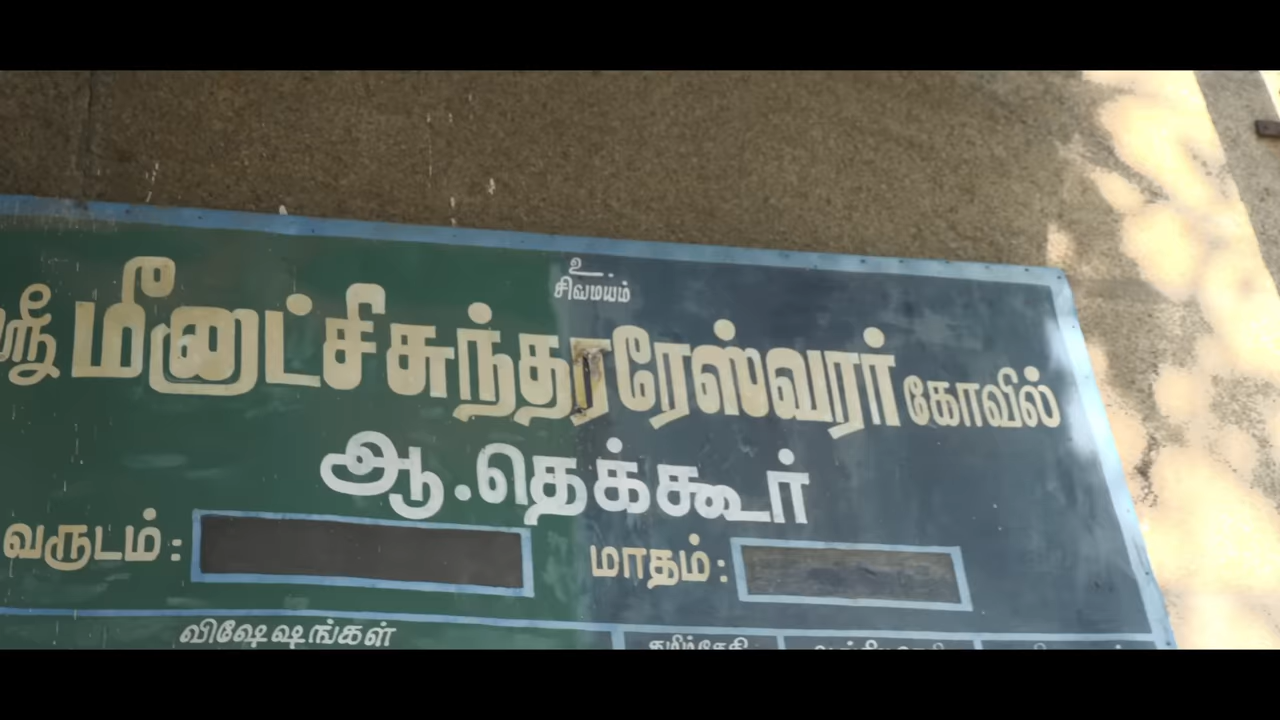 உ
சிவமயம்
ஸ்ரீ மீனாட்சி சுந்தரரேஸ்வரர் கோவில்
ஆ.தெக்கூர்
வருடம்: மாதம்:
விஷேஷங்கள்